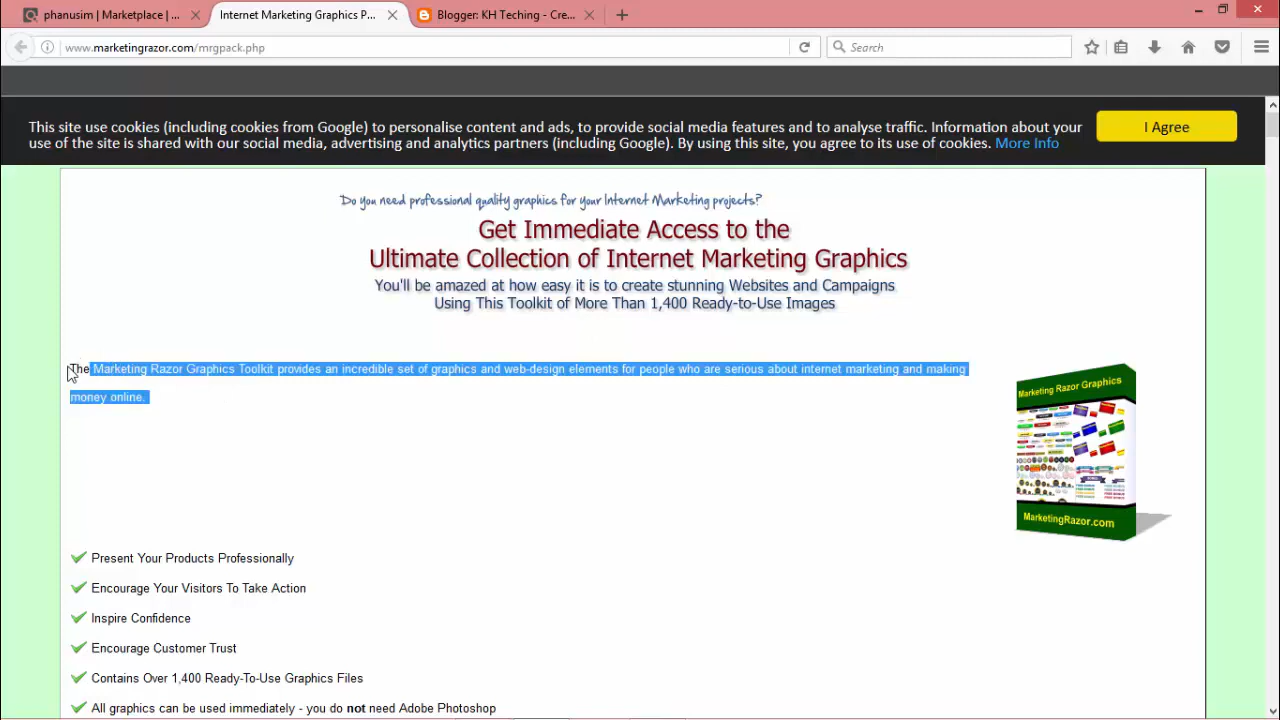 phanusim | Marketplace | ...
Internet Marketing Graphics P...
Blogger: KH Teching - Cre...
www.marketingrazor.com/mrgpack.php
Search
This site use cookies (including cookies from Google) to personalise content and ads, to provide social media features and to analyse traffic. Information about your
use of the site is shared with our social media, advertising and analytics partners (including Google). By using this site, you agree to its use of cookies. More Info
I Agree
Do you need professional quality graphics for your Internet Marketing projects?
Get Immediate Access to the
Ultimate Collection of Internet Marketing Graphics
You'll be amazed at how easy it is to create stunning Websites and Campaigns
Using This Toolkit of More Than 1,400 Ready-to-Use Images
The Marketing Razor Graphics Toolkit provides an incredible set of graphics and web-design elements for people who are serious about internet marketing and making
money online.
Marketing Razor Graphics
MarketingRazor.com
Present Your Products Professionally
Encourage Your Visitors To Take Action
Inspire Confidence
Encourage Customer Trust
Contains Over 1,400 Ready-To-Use Graphics Files
All graphics can be used immediately - you do not need Adobe Photoshop